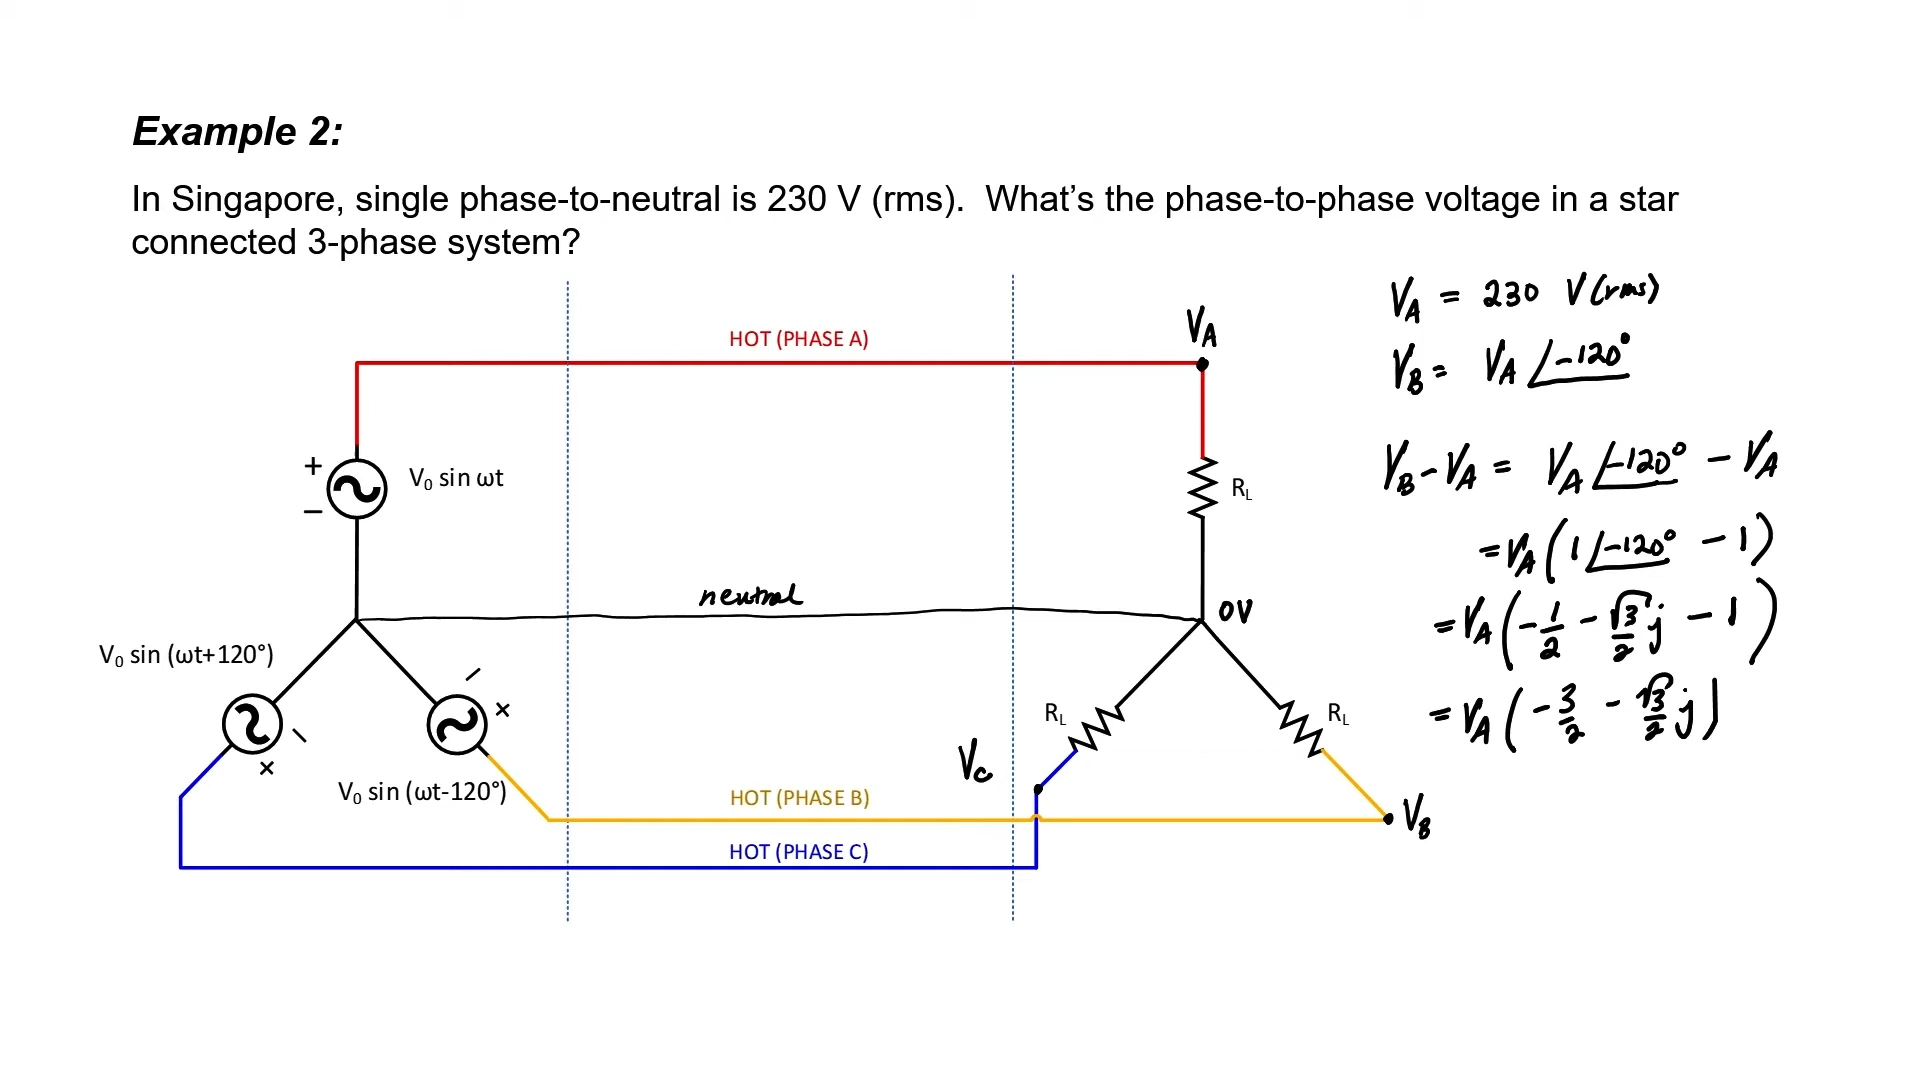 Example 2:
In Singapore, single phase-to-neutral is 230 V (rms). What’s the phase-to-phase voltage in a star
connected 3-phase system?
HOT (PHASE A)
V_A
+
−
V₀ sin ωt
R_L
neutral
0V
V₀ sin (ωt+120°)
−
+
−
+
V₀ sin (ωt-120°)
R_L
R_L
V_C
HOT (PHASE B)
V_B
HOT (PHASE C)
V_A = 230 V(rms)
V_B = V_A ∠-120°
V_B - V_A = V_A ∠-120° - V_A
= V_A (1 ∠-120° - 1)
= V_A (-1/2 - √3/2 j - 1)
= V_A (-3/2 - √3/2 j)